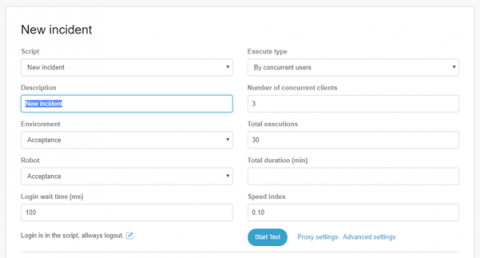 New incident
Script
Execute type
New incident
By concurrent users
Description
Number of concurrent clients
New incident
3
Environment
Total executions
Acceptance
30
Robot
Total duration (min)
Acceptance
Login wait time (ms)
Speed index
100
0.10
Login is in the script, allways logout.
Start Test
Proxy settings
Advanced settings